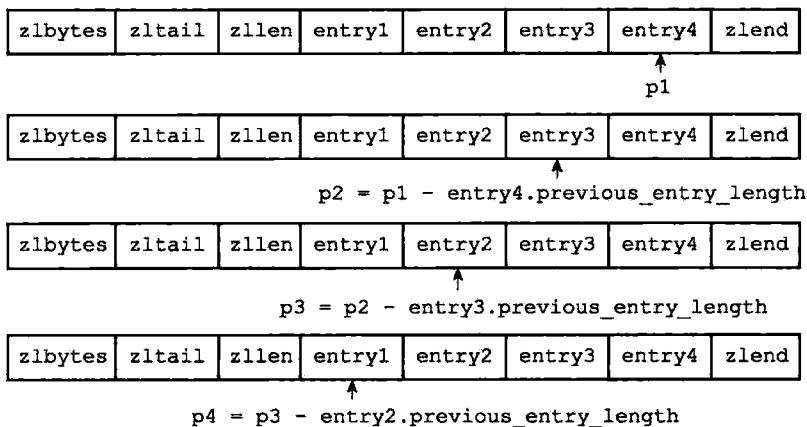 zlbytes zltail zllen entry1 entry2 entry3 entry4 zlend
p1
zlbytes zltail zllen entry1 entry2 entry3 entry4 zlend
p2 = p1 - entry4.previous_entry_length
zlbytes zltail zllen entry1 entry2 entry3 entry4 zlend
p3 = p2 - entry3.previous_entry_length
zlbytes zltail zllen entry1 entry2 entry3 entry4 zlend
p4 = p3 - entry2.previous_entry_length